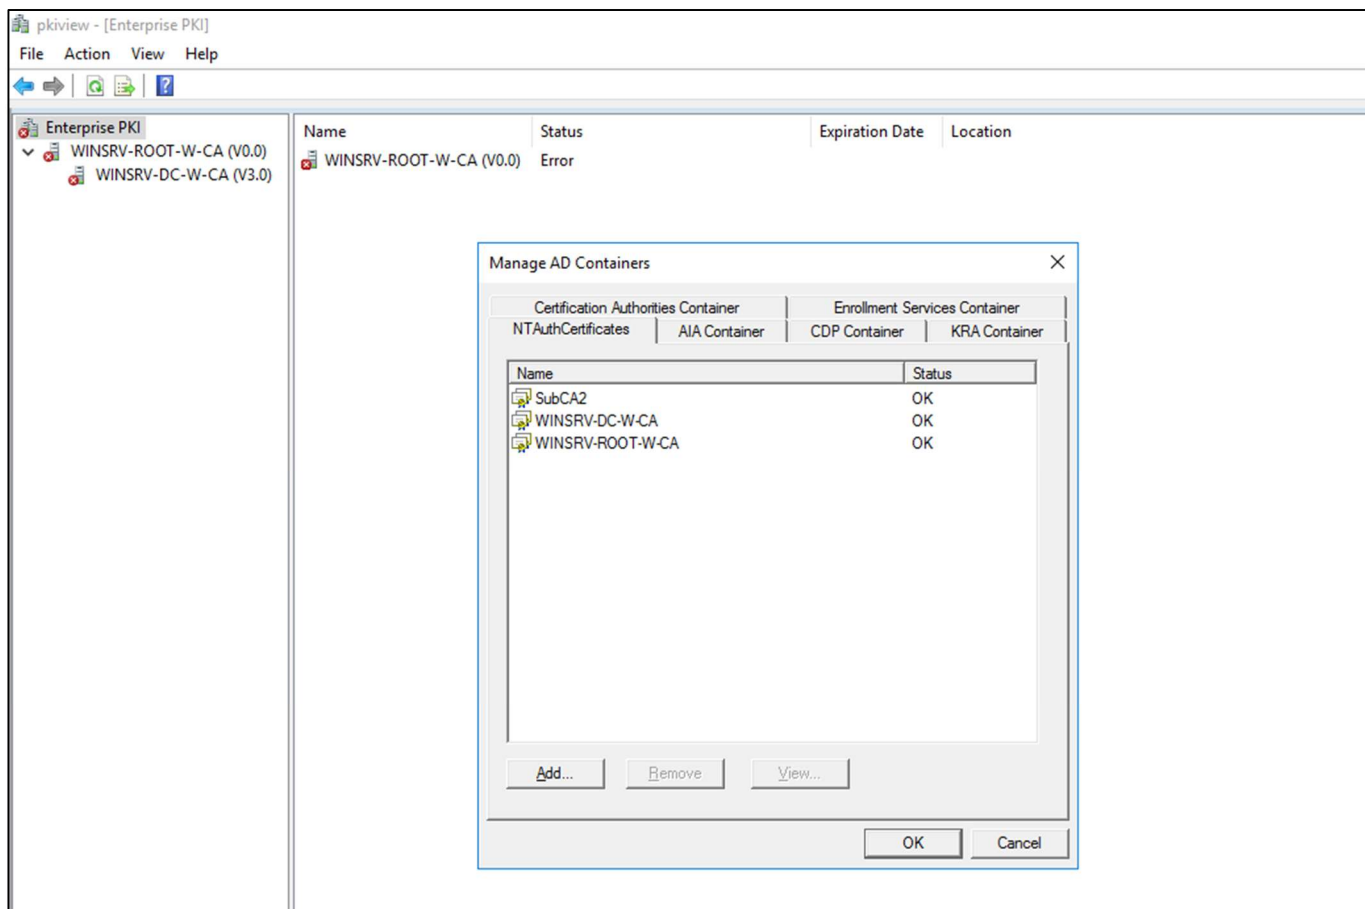 pkiview - [Enterprise PKI]
File Action View Help
Enterprise PKI
WINSRV-ROOT-W-CA (V0.0)
WINSRV-DC-W-CA (V3.0)
Name Status Expiration Date Location
WINSRV-ROOT-W-CA (V0.0) Error
Manage AD Containers
Certification Authorities Container Enrollment Services Container
NTAuthCertificates AIA Container CDP Container KRA Container
Name Status
SubCA2 OK
WINSRV-DC-W-CA OK
WINSRV-ROOT-W-CA OK
Add... Remove View...
OK Cancel